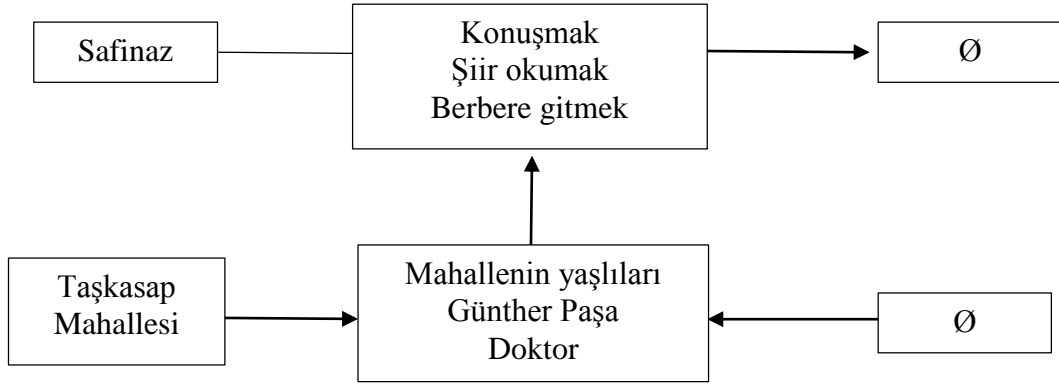 Safinaz
Konuşmak
Şiir okumak
Berbere gitmek
Ø
Taşkasap
Mahallesi
Mahallenin yaşlıları
Günther Paşa
Doktor
Ø